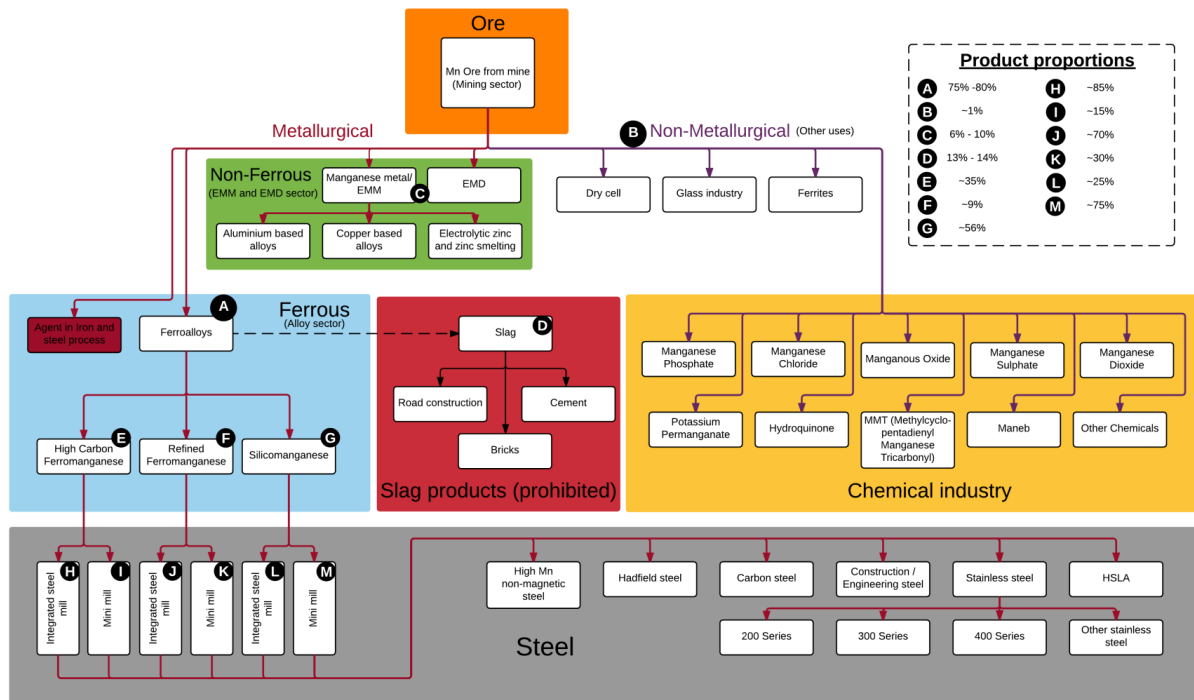 Ore
Mn Ore from mine
(Mining sector)
Product proportions
A 75% -80%
B ~1%
C 6% - 10%
D 13% - 14%
E ~35%
F ~9%
G ~56%
H ~85%
I ~15%
J ~70%
K ~30%
L ~25%
M ~75%
Metallurgical
B Non-Metallurgical (Other uses)
Non-Ferrous
(EMM and EMD sector)
Manganese metal/
EMM
C
EMD
Aluminium based
alloys
Copper based
alloys
Electrolytic zinc
and zinc smelting
Dry cell
Glass industry
Ferrites
Ferrous
(Alloy sector)
Agent in Iron and
steel process
A
Ferroalloys
E
High Carbon
Ferromanganese
F
Refined
Ferromanganese
G
Silicomanganese
D
Slag
Road construction
Cement
Bricks
Slag products (prohibited)
Manganese
Phosphate
Manganese
Chloride
Manganous Oxide
Manganese
Sulphate
Manganese
Dioxide
Potassium
Permanganate
Hydroquinone
MMT (Methylcyclo-
pentadienyl
Manganese
Tricarbonyl)
Maneb
Other Chemicals
Chemical industry
H
Integrated steel
mill
I
Mini mill
J
Integrated steel
mill
K
Mini mill
L
Integrated steel
mill
M
Mini mill
High Mn
non-magnetic
steel
Hadfield steel
Carbon steel
Construction /
Engineering steel
Stainless steel
HSLA
200 Series
300 Series
400 Series
Other stainless
steel
Steel